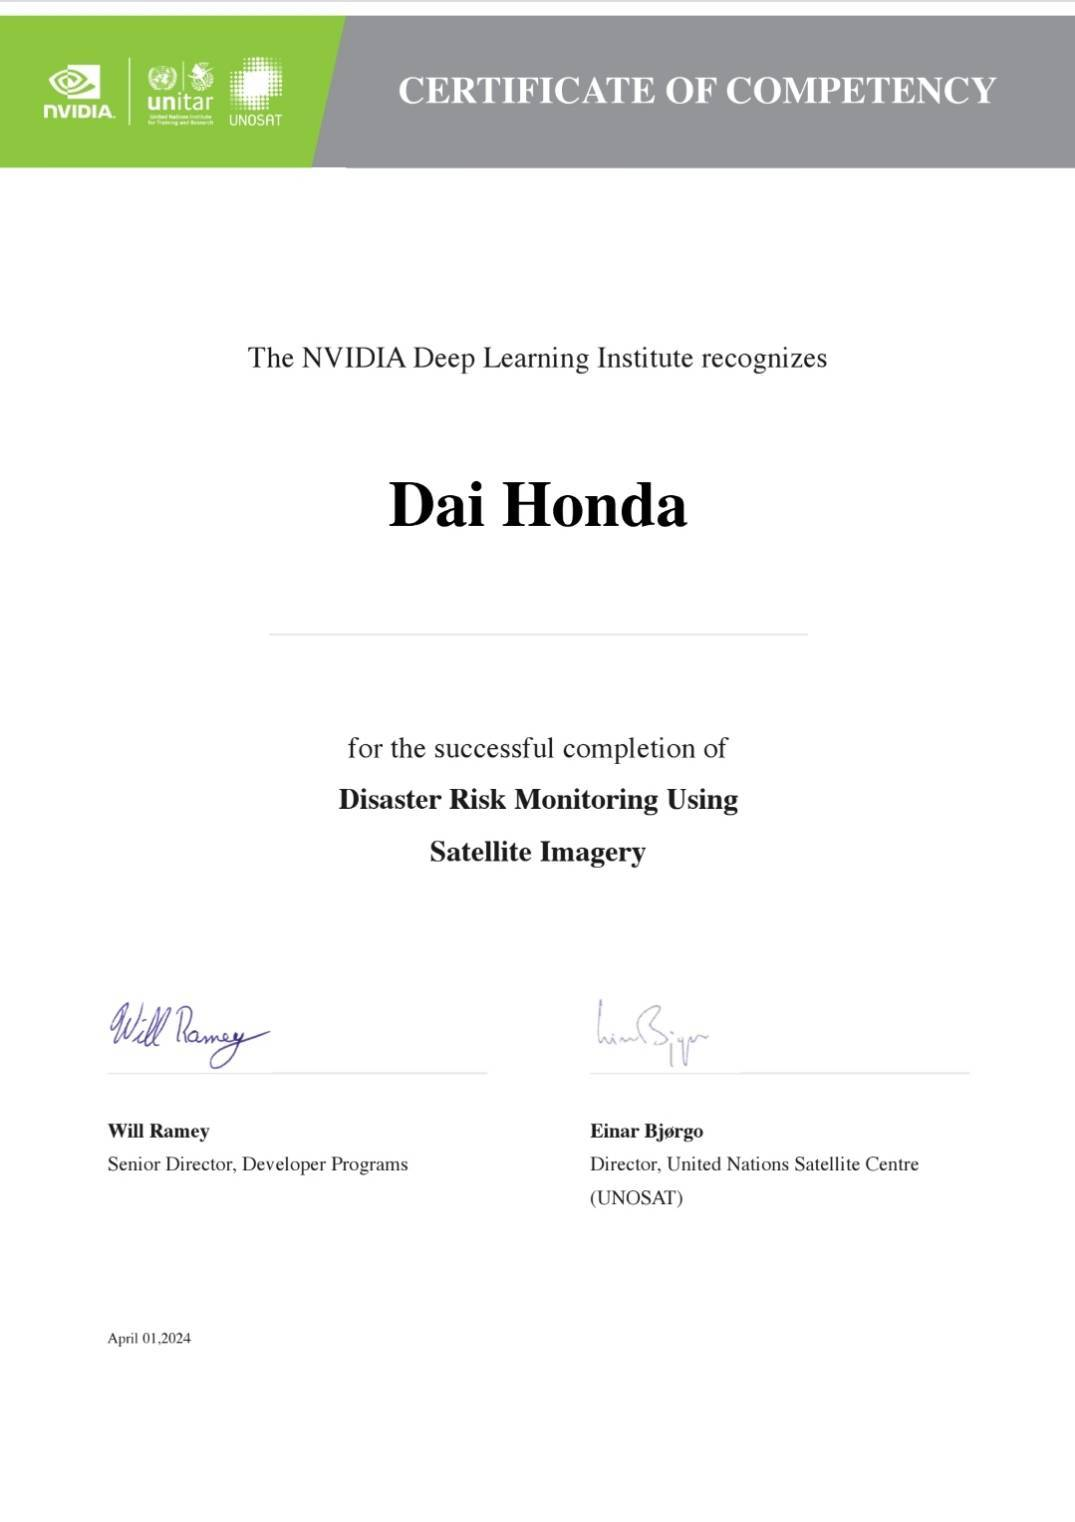 NVIDIA.
unitar
United Nations Institute
for Training and Research
UNOSAT
CERTIFICATE OF COMPETENCY
The NVIDIA Deep Learning Institute recognizes
Dai Honda
for the successful completion of
Disaster Risk Monitoring Using
Satellite Imagery
Will Ramey
Will Ramey
Senior Director, Developer Programs
Einar Bjørgo
Director, United Nations Satellite Centre
(UNOSAT)
April 01,2024